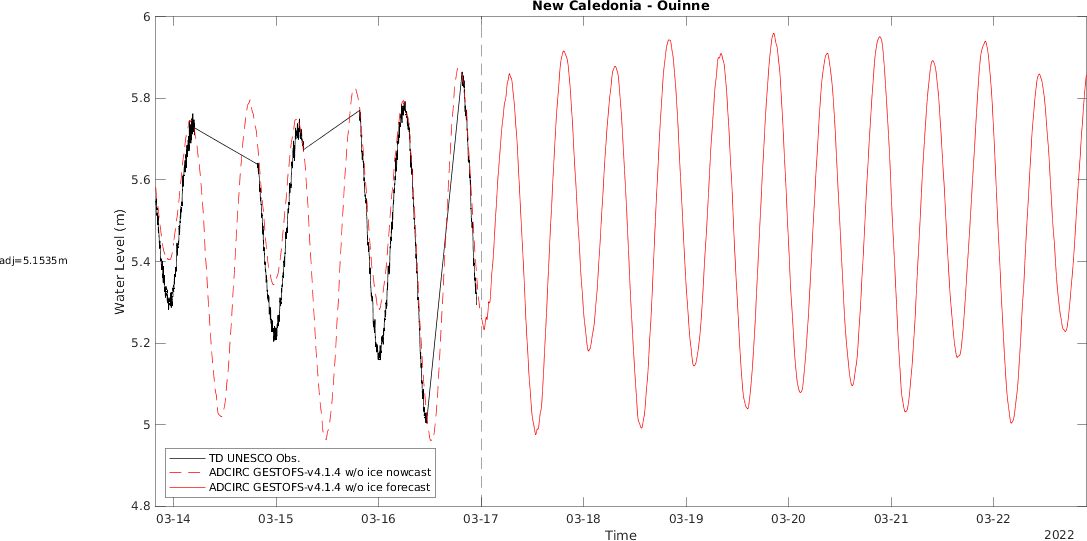 New Caledonia - Ouinne
6
5.8
5.6
5.4
5.2
5
4.8
Water Level (m)
adj=5.1535m
TD UNESCO Obs.
ADCIRC GESTOFS-v4.1.4 w/o ice nowcast
ADCIRC GESTOFS-v4.1.4 w/o ice forecast
03-14 03-15 03-16 03-17 03-18 03-19 03-20 03-21 03-22
Time
2022